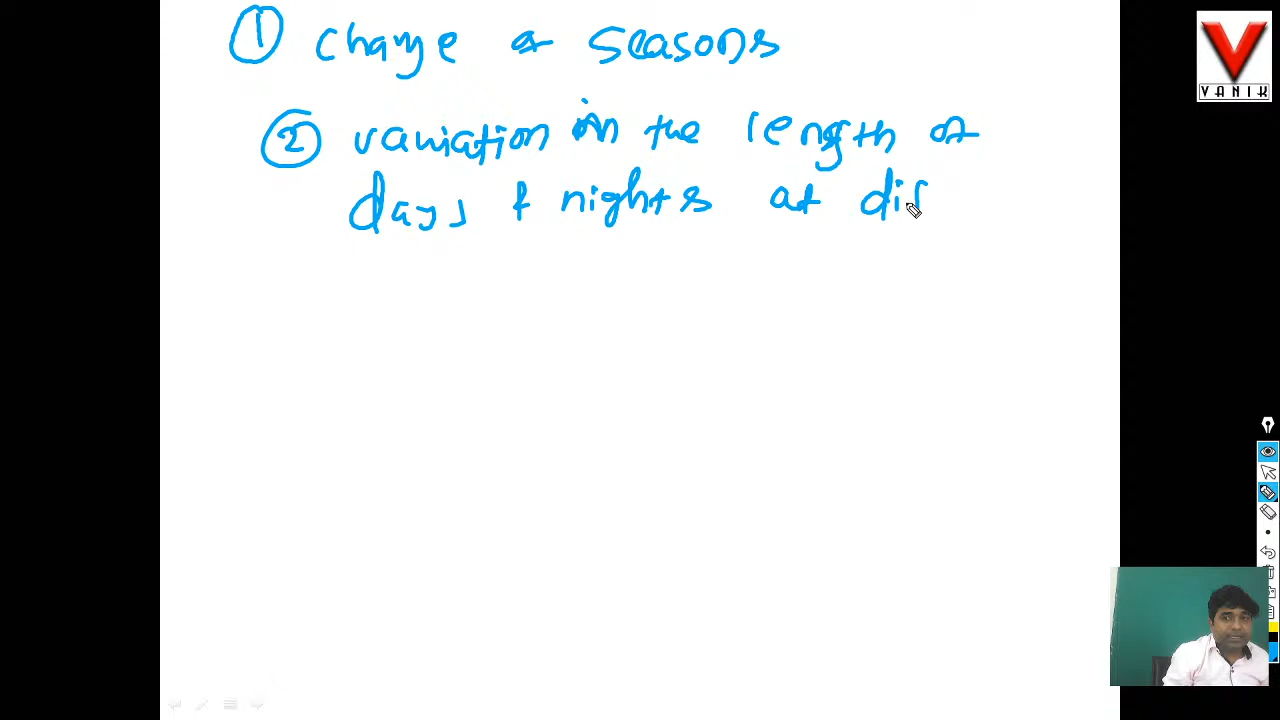 VANIK
① change of seasons
② variation in the length of
days & nights at dif